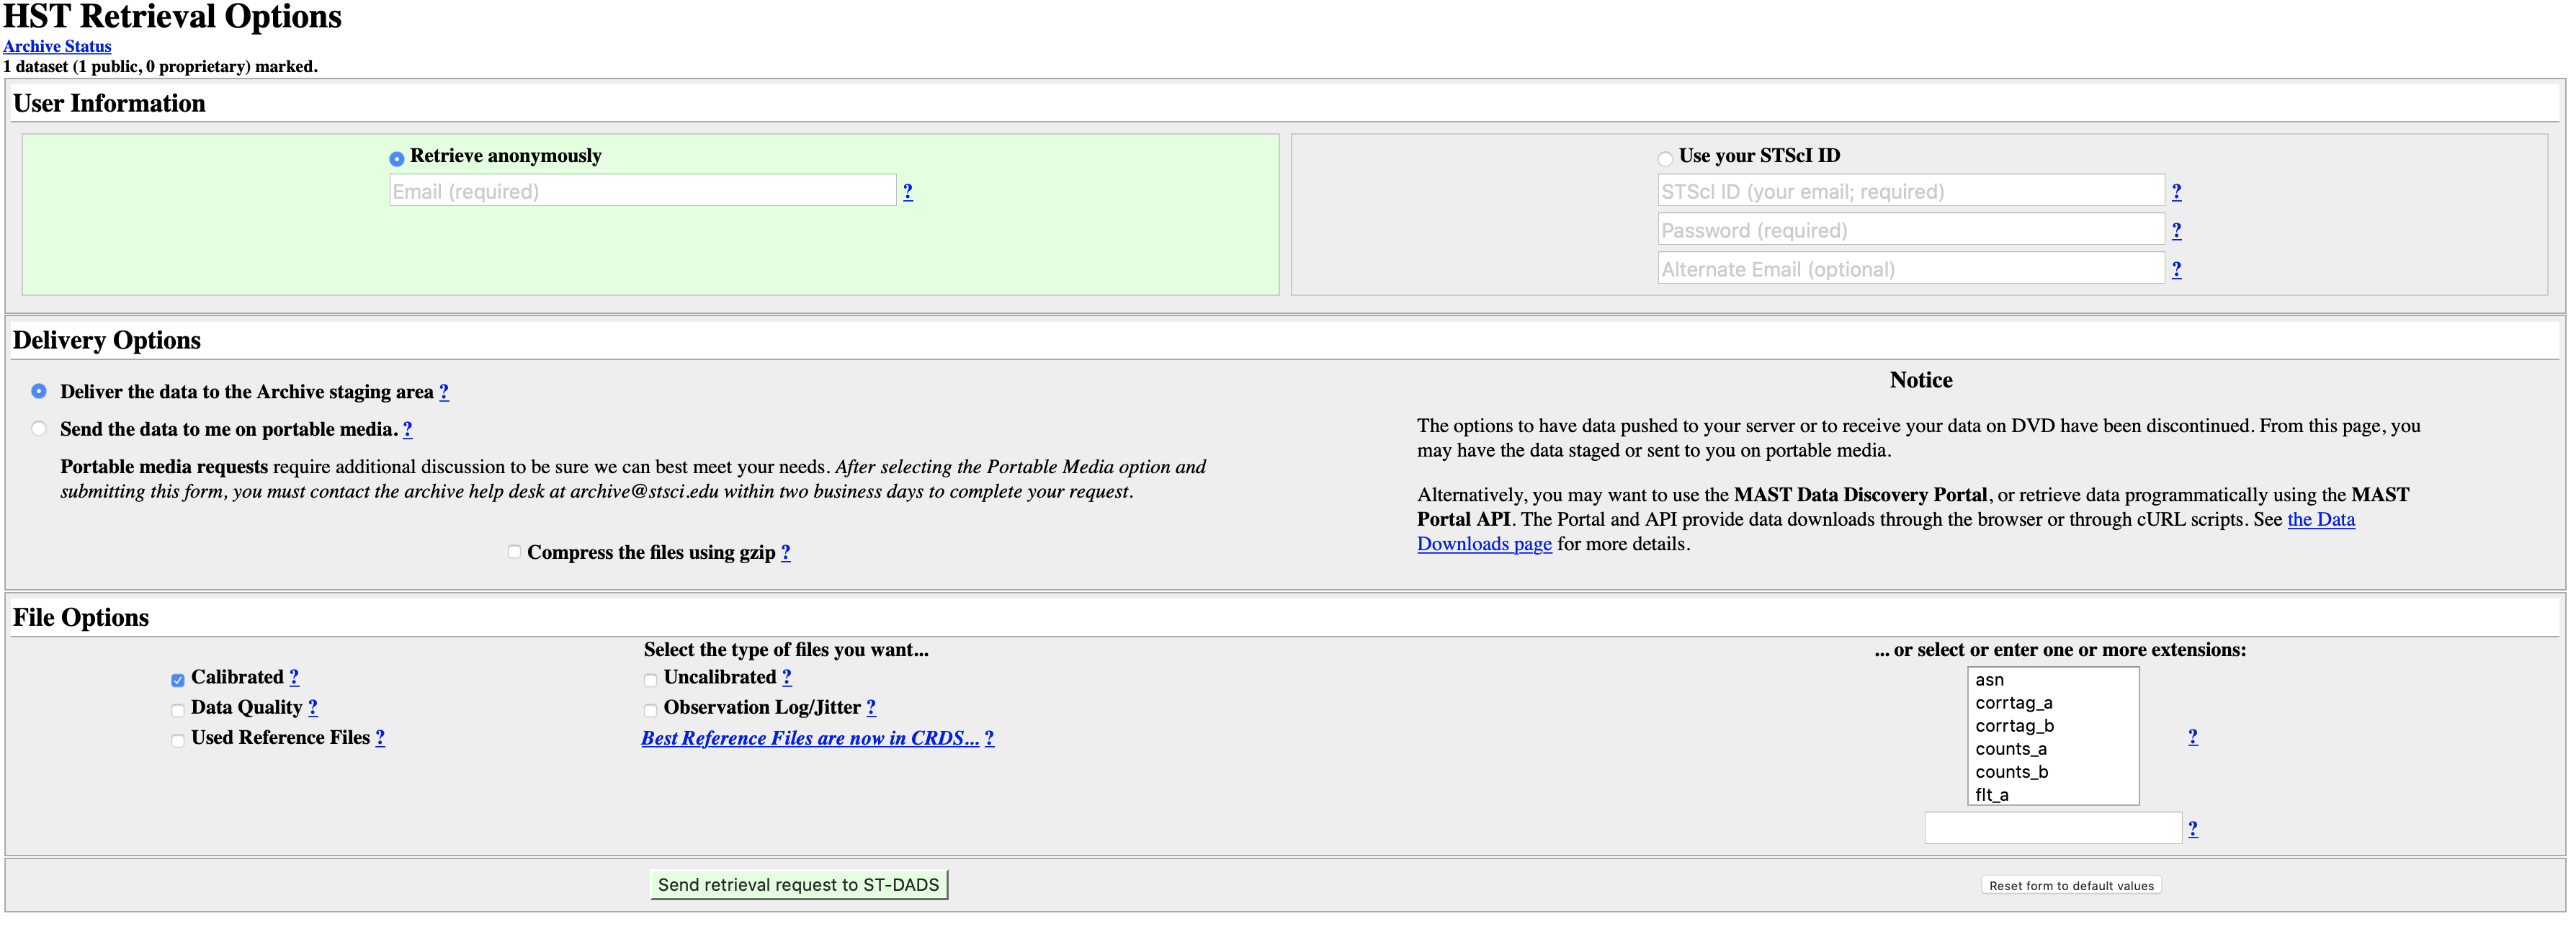 HST Retrieval Options
Archive Status
1 dataset (1 public, 0 proprietary) marked.
User Information
Retrieve anonymously
Email (required) ?
Use your STScI ID
STScI ID (your email; required) ?
Password (required) ?
Alternate Email (optional) ?
Delivery Options
Deliver the data to the Archive staging area ?
Send the data to me on portable media. ?
Portable media requests require additional discussion to be sure we can best meet your needs. After selecting the Portable Media option and
submitting this form, you must contact the archive help desk at archive@stsci.edu within two business days to complete your request.
Compress the files using gzip ?
Notice
The options to have data pushed to your server or to receive your data on DVD have been discontinued. From this page, you
may have the data staged or sent to you on portable media.
Alternatively, you may want to use the MAST Data Discovery Portal, or retrieve data programmatically using the MAST
Portal API. The Portal and API provide data downloads through the browser or through cURL scripts. See the Data
Downloads page for more details.
File Options
Select the type of files you want...
Calibrated ?
Uncalibrated ?
Data Quality ?
Observation Log/Jitter ?
Used Reference Files ?
Best Reference Files are now in CRDS... ?
... or select or enter one or more extensions:
asn
corrtag_a
corrtag_b
counts_a
counts_b
flt_a
?
?
Send retrieval request to ST-DADS
Reset form to default values